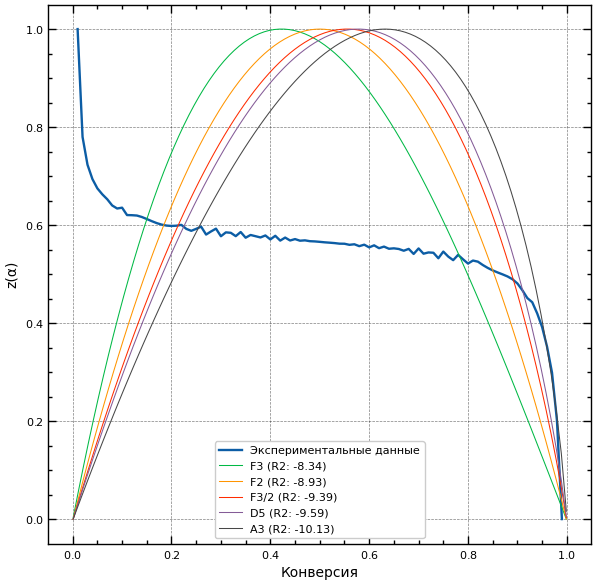 1.0
0.8
0.6
0.4
0.2
0.0
z(α)
Экспериментальные данные
F3 (R2: -8.34)
F2 (R2: -8.93)
F3/2 (R2: -9.39)
D5 (R2: -9.59)
A3 (R2: -10.13)
0.0 0.2 0.4 0.6 0.8 1.0
Конверсия